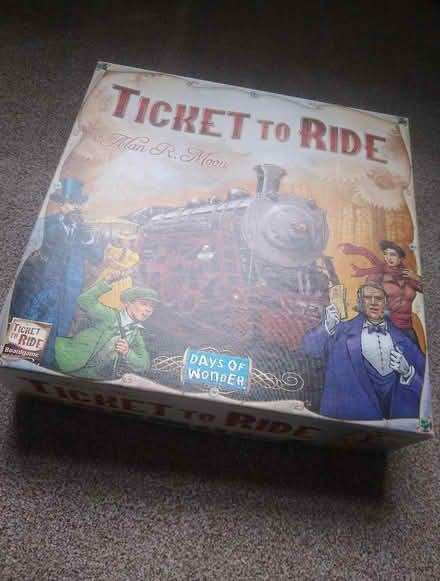 TICKET TO RIDE
Alan R. Moon
TICKET
TO
RIDE
Boardgame
DAYS OF
WONDER
TICKET TO RIDE